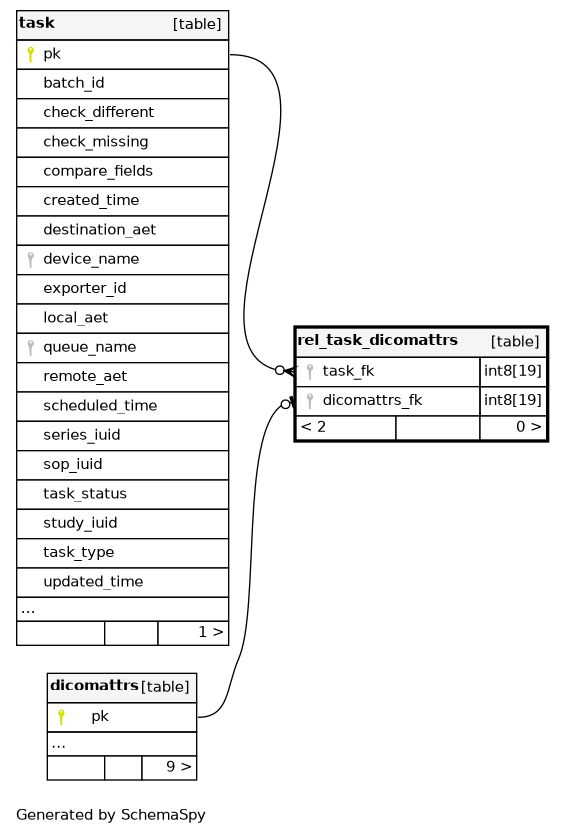 task [table]
pk
batch_id
check_different
check_missing
compare_fields
created_time
destination_aet
device_name
exporter_id
local_aet
queue_name
remote_aet
scheduled_time
series_iuid
sop_iuid
task_status
study_iuid
task_type
updated_time
...
1 >
rel_task_dicomattrs [table]
task_fk int8[19]
dicomattrs_fk int8[19]
< 2 0 >
dicomattrs [table]
pk
...
9 >
Generated by SchemaSpy